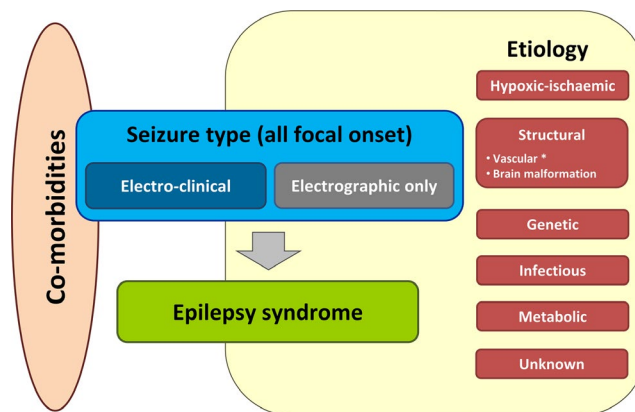 Co-morbidities
Seizure type (all focal onset)
Electro-clinical
Electrographic only
Epilepsy syndrome
Etiology
Hypoxic-ischaemic
Structural
• Vascular *
• Brain malformation
Genetic
Infectious
Metabolic
Unknown